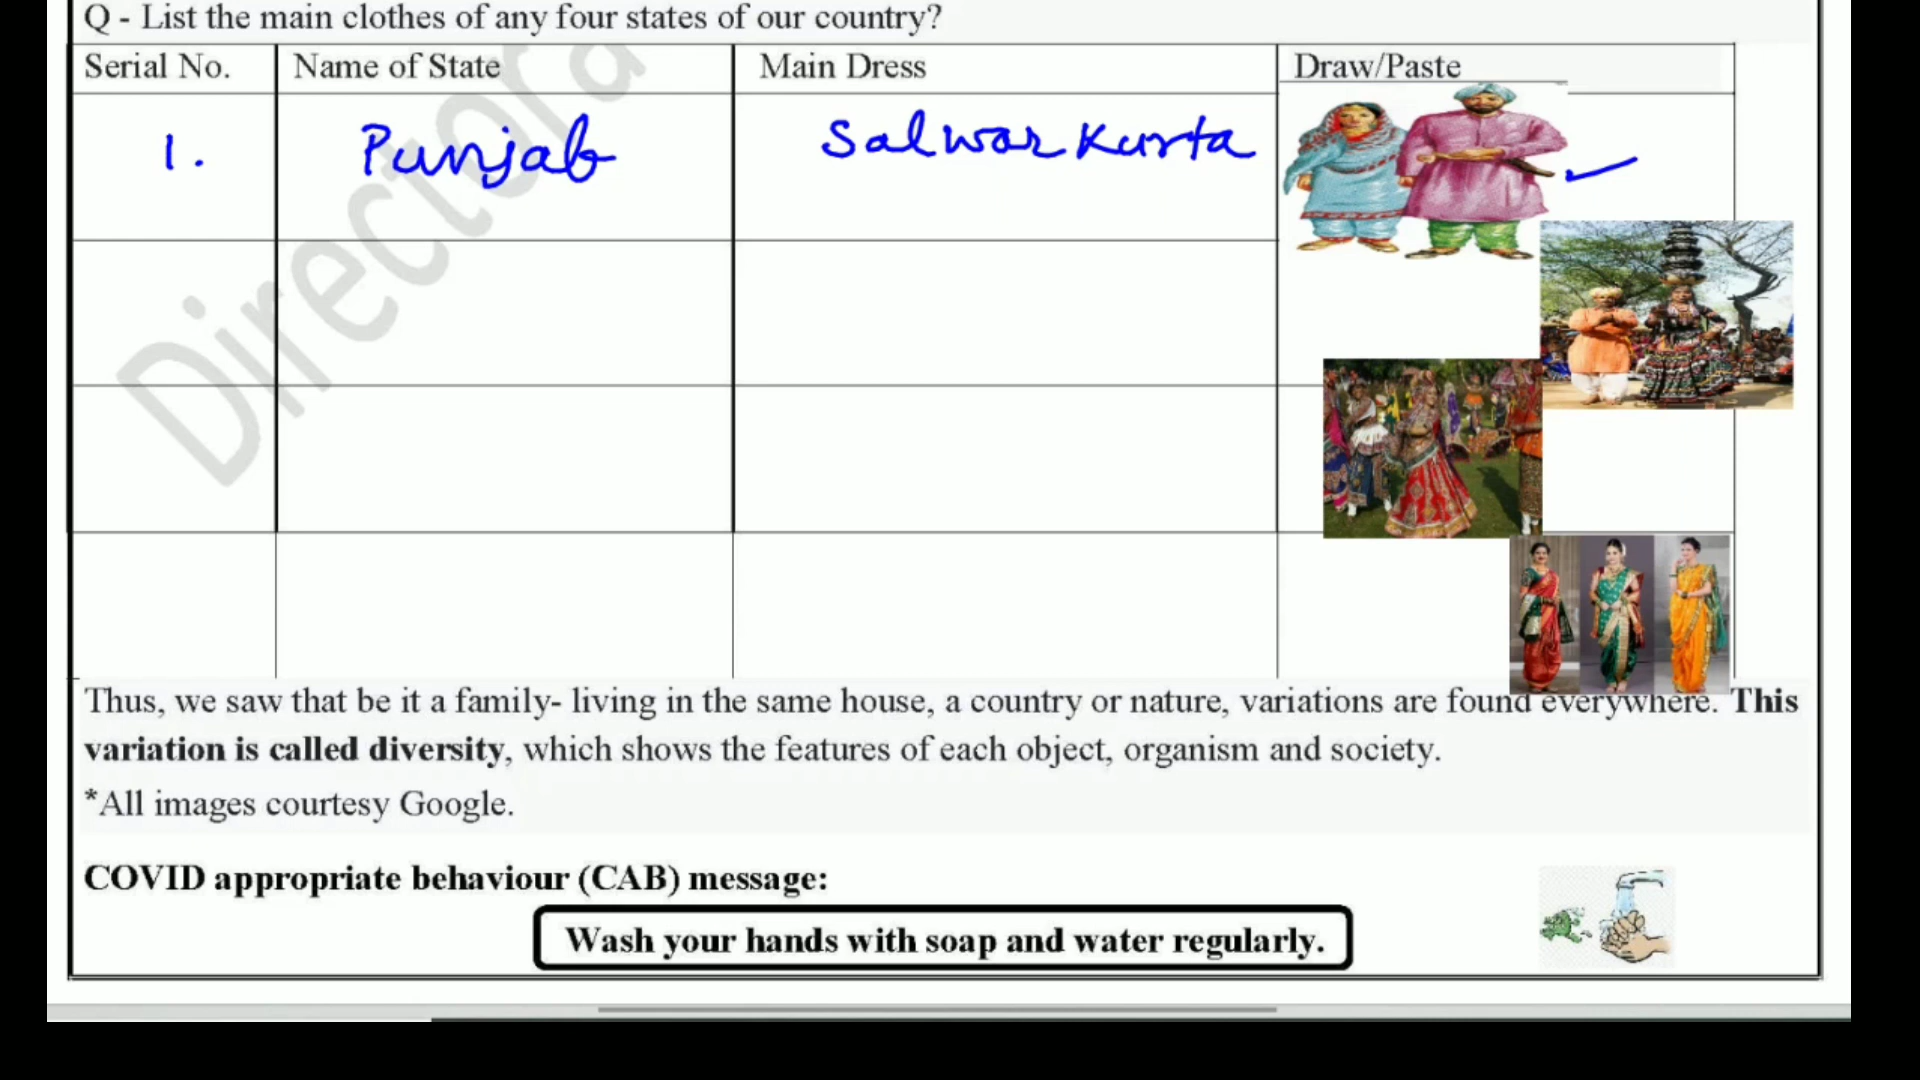 Q - List the main clothes of any four states of our country?
Serial No. Name of State Main Dress Draw/Paste
1. Punjab Salwar Kurta
Directora
Thus, we saw that be it a family- living in the same house, a country or nature, variations are found everywhere. This
variation is called diversity, which shows the features of each object, organism and society.
*All images courtesy Google.
COVID appropriate behaviour (CAB) message:
Wash your hands with soap and water regularly.